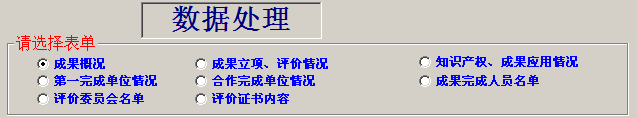 数据处理
请选择表单
成果概况 成果立项、评价情况 知识产权、成果应用情况
第一完成单位情况 合作完成单位情况 成果完成人员名单
评价委员会名单 评价证书内容